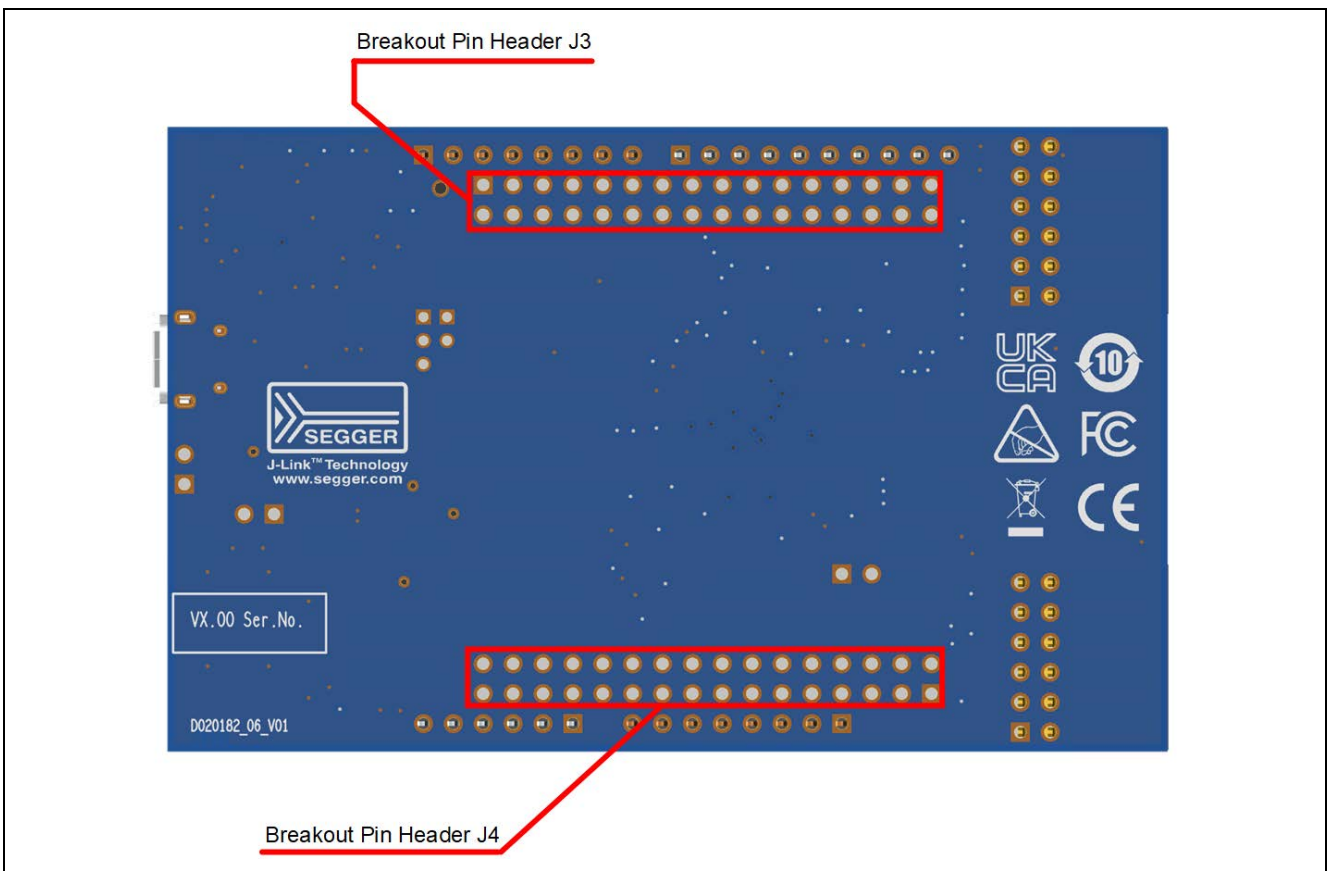 Breakout Pin Header J3
UK
CA
10
SEGGER
J-Link™ Technology
www.segger.com
FC
CE
VX.00 Ser.No.
D020182_06_V01
Breakout Pin Header J4